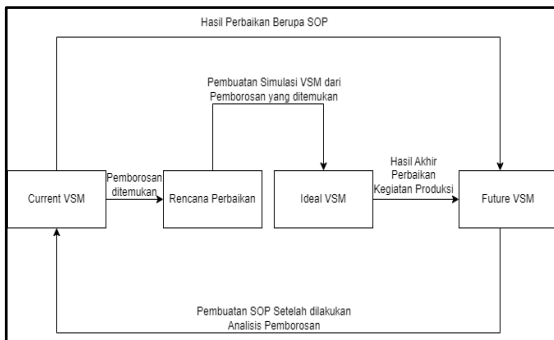 Hasil Perbaikan Berupa SOP
Pembuatan Simulasi VSM dari
Pemborosan yang ditemukan
Current VSM
Pemborosan
ditemukan
Rencana Perbaikan
Ideal VSM
Hasil Akhir
Perbaikan
Kegiatan Produksi
Future VSM
Pembuatan SOP Setelah dilakukan
Analisis Pemborosan